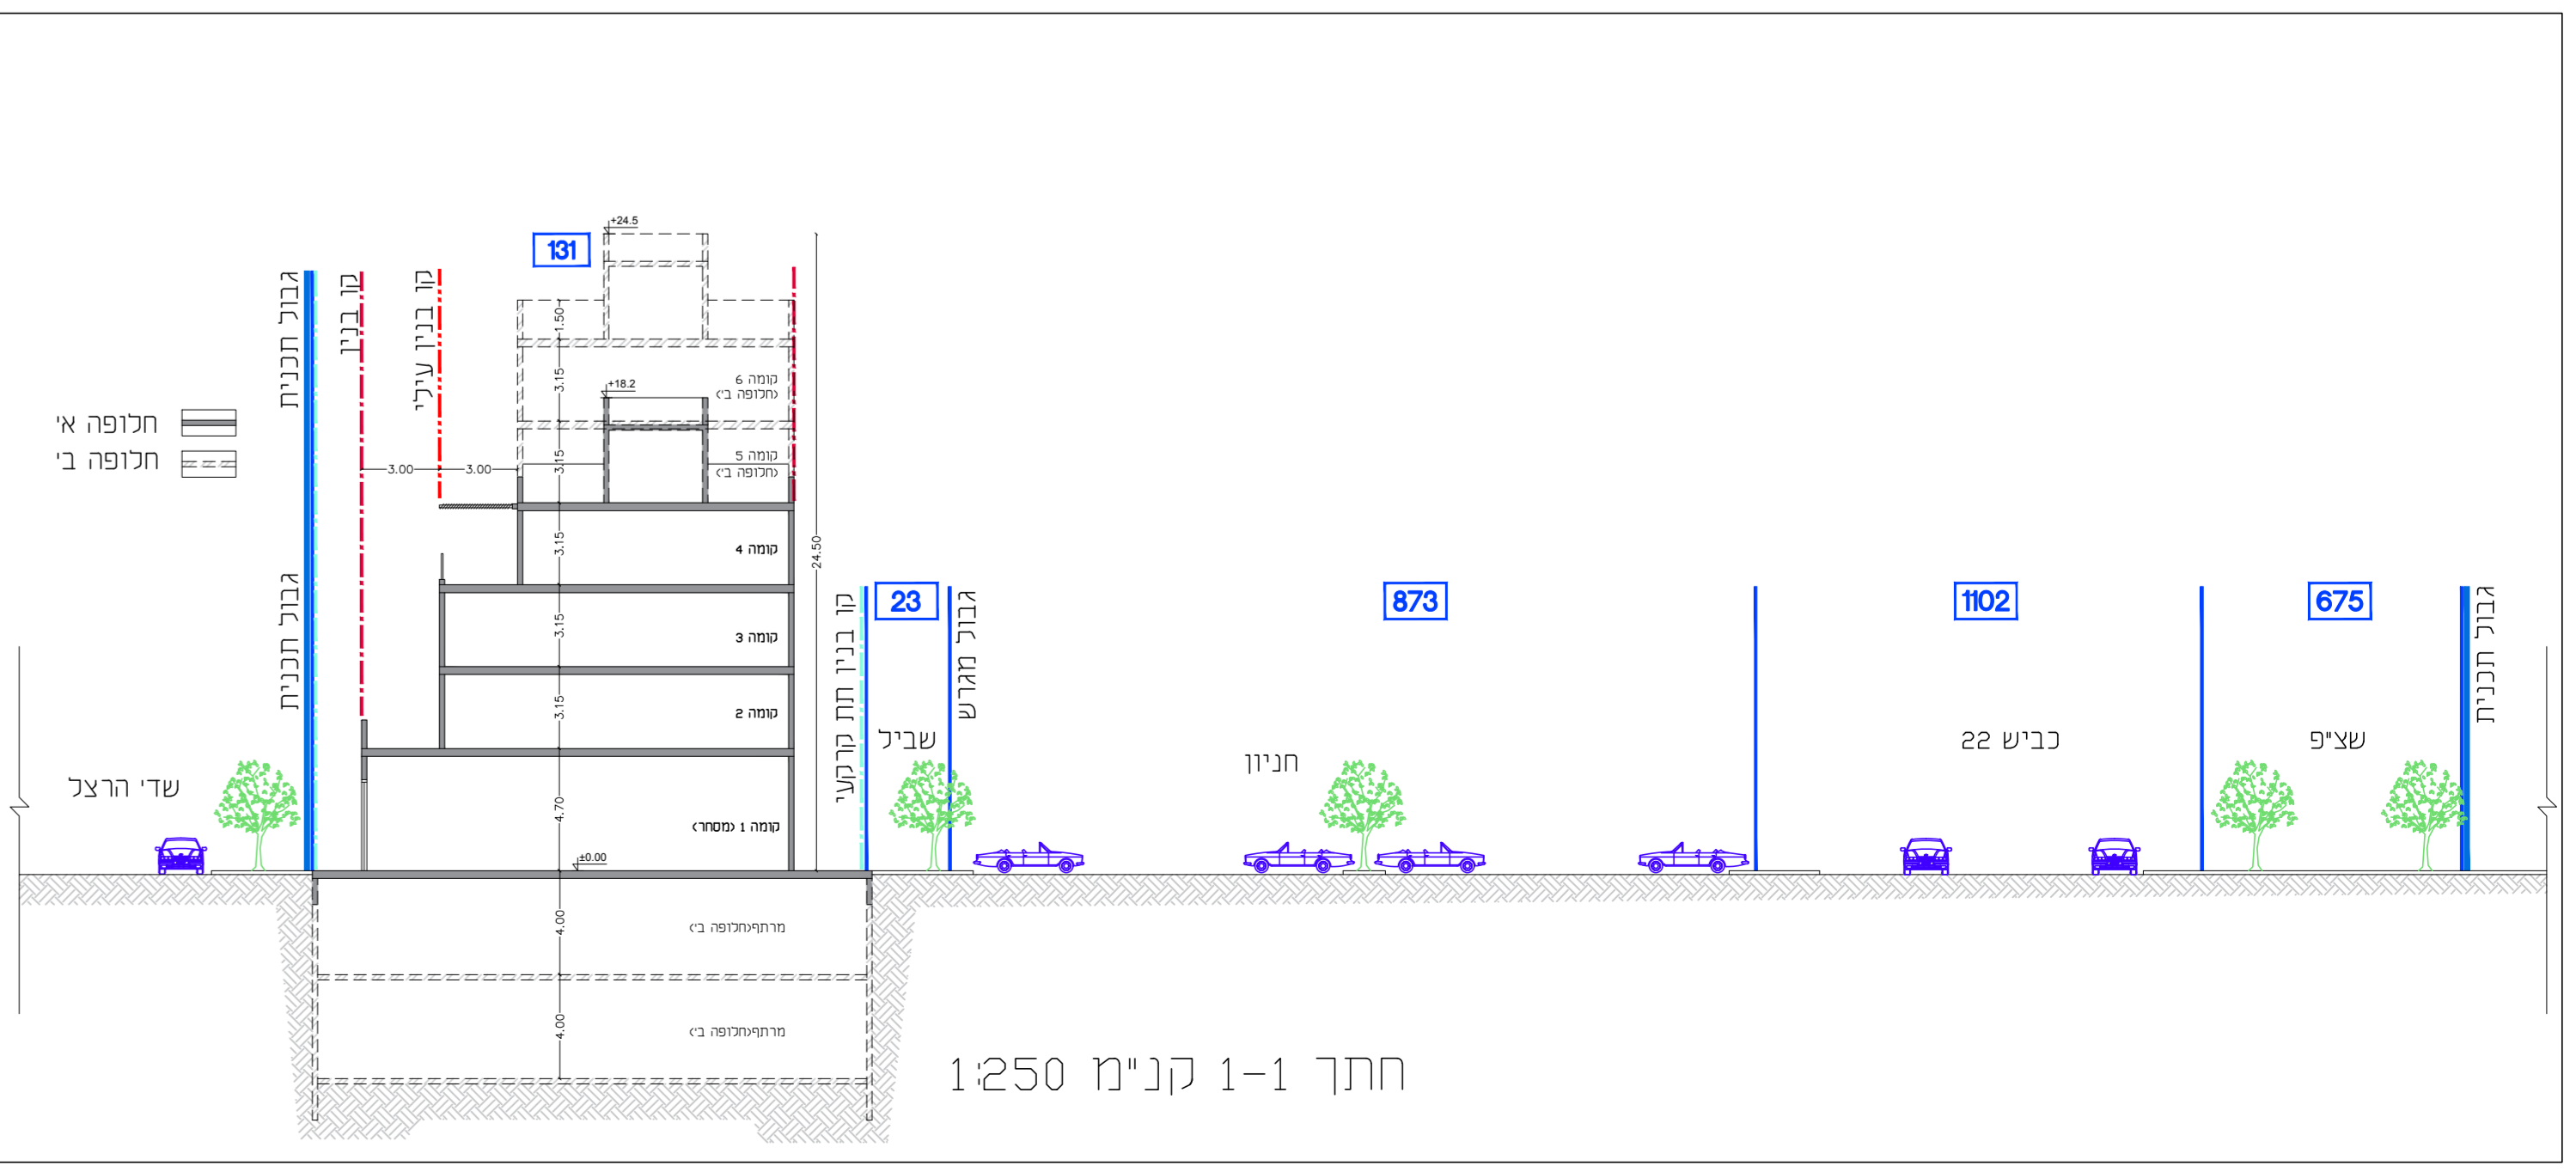 +24.5
131
גבול תכנית
קו בנין
קו בנין עילי
1.50
3.15
קומה 6
(חלופה ב')
+18.2
חלופה א'
חלופה ב'
3.00
3.00
3.15
קומה 5
(חלופה ב')
3.15
קומה 4
24.50
גבול תכנית
3.15
קומה 3
3.15
קומה 2
קו בנין תת קרקעי
23
גבול מגרש
873
1102
675
גבול תכנית
שביל
חניון
כביש 22
שצ"פ
שדי הרצל
4.70
קומה 1 (מסחר)
±0.00
4.00
מרתף(חלופה ב')
4.00
מרתף(חלופה ב')
חתך 1-1 קנ"מ 1:250